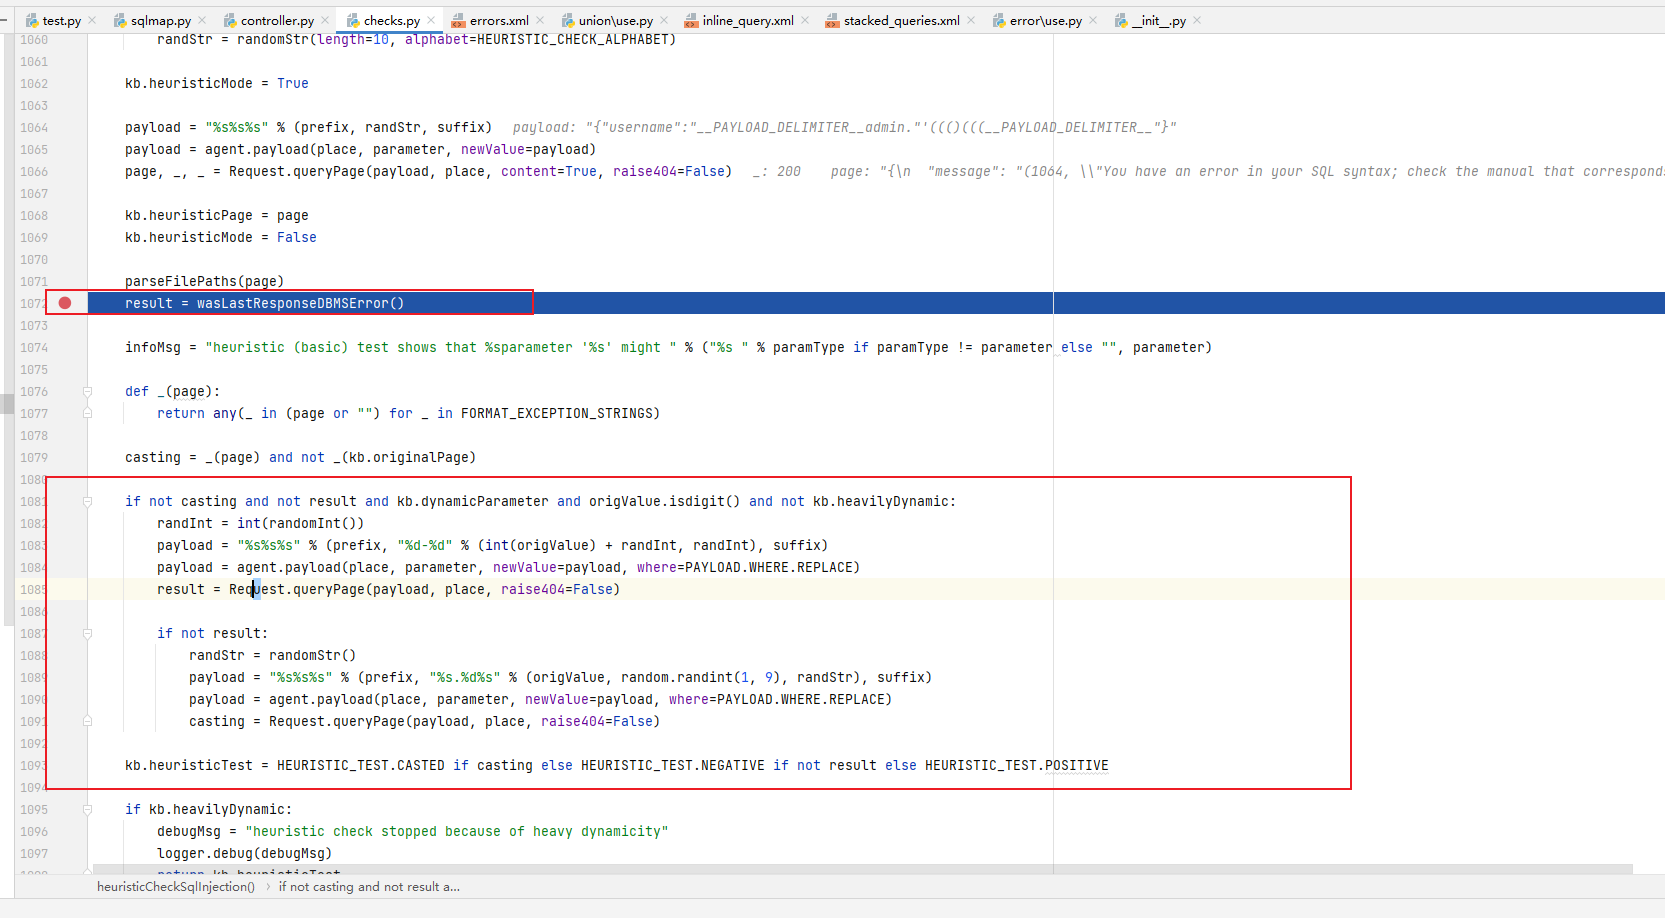 test.py sqlmap.py controller.py checks.py errors.xml union\use.py inline_query.xml stacked_queries.xml error\use.py __init__.py
1060 randStr = randomStr(length=10, alphabet=HEURISTIC_CHECK_ALPHABET)
1061
1062 kb.heuristicMode = True
1063
1064 payload = "%s%s%s" % (prefix, randStr, suffix) payload: "{"username":"__PAYLOAD_DELIMITER__admin."'((()(((__PAYLOAD_DELIMITER__"}"
1065 payload = agent.payload(place, parameter, newValue=payload)
1066 page, _, _ = Request.queryPage(payload, place, content=True, raise404=False) _: 200 page: "{\n "message": "(1064, \\"You have an error in your SQL syntax; check the manual that corresponds
1067
1068 kb.heuristicPage = page
1069 kb.heuristicMode = False
1070
1071 parseFilePaths(page)
1072 result = wasLastResponseDBMSError()
1073
1074 infoMsg = "heuristic (basic) test shows that %sparameter '%s' might " % ("%s " % paramType if paramType != parameter else "", parameter)
1075
1076 def _(page):
1077 return any(_ in (page or "") for _ in FORMAT_EXCEPTION_STRINGS)
1078
1079 casting = _(page) and not _(kb.originalPage)
1080
1081 if not casting and not result and kb.dynamicParameter and origValue.isdigit() and not kb.heavilyDynamic:
1082 randInt = int(randomInt())
1083 payload = "%s%s%s" % (prefix, "%d-%d" % (int(origValue) + randInt, randInt), suffix)
1084 payload = agent.payload(place, parameter, newValue=payload, where=PAYLOAD.WHERE.REPLACE)
1085 result = Request.queryPage(payload, place, raise404=False)
1086
1087 if not result:
1088 randStr = randomStr()
1089 payload = "%s%s%s" % (prefix, "%s.%d%s" % (origValue, random.randint(1, 9), randStr), suffix)
1090 payload = agent.payload(place, parameter, newValue=payload, where=PAYLOAD.WHERE.REPLACE)
1091 casting = Request.queryPage(payload, place, raise404=False)
1092
1093 kb.heuristicTest = HEURISTIC_TEST.CASTED if casting else HEURISTIC_TEST.NEGATIVE if not result else HEURISTIC_TEST.POSITIVE
1094
1095 if kb.heavilyDynamic:
1096 debugMsg = "heuristic check stopped because of heavy dynamicity"
1097 logger.debug(debugMsg)
1098 return kb.heuristicTest
heuristicCheckSqlInjection() › if not casting and not result a...